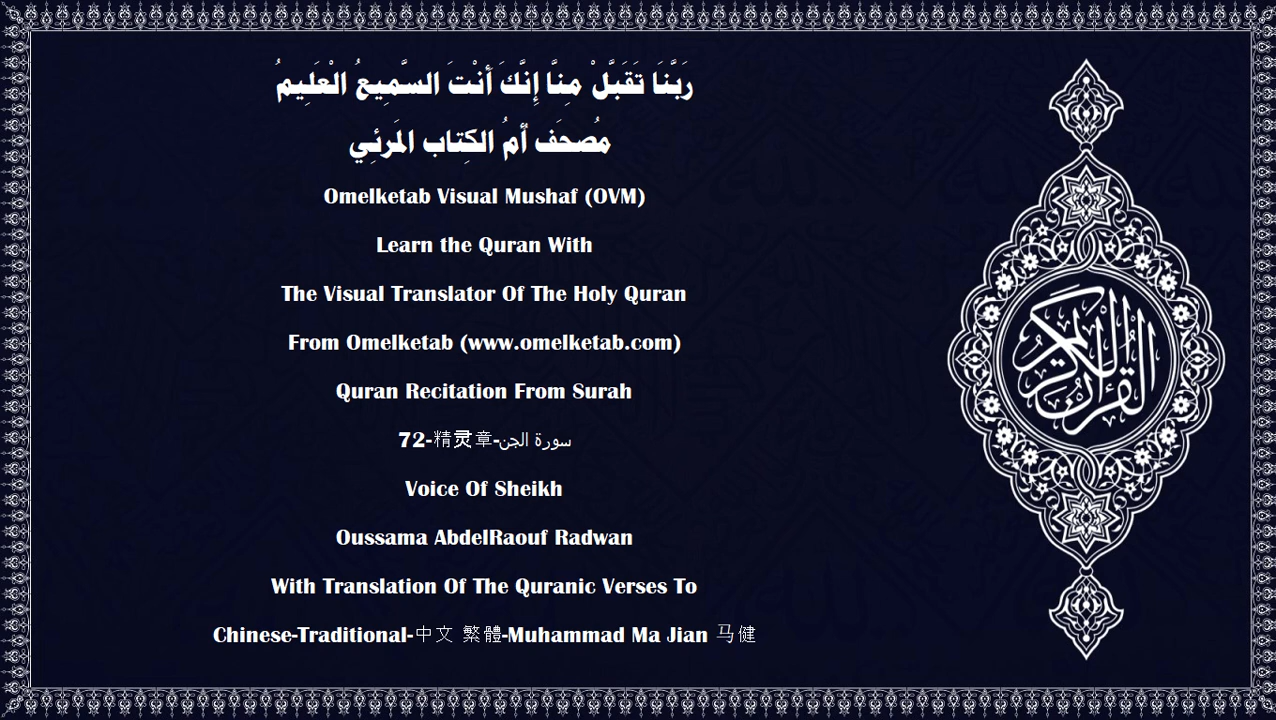 رَبَّنَا تَقَبَّلْ مِنَّا إِنَّكَ أَنْتَ السَّمِيعُ الْعَلِيمُ
مُصحَف أمُ الكِتاب المَرئِي
Omelketab Visual Mushaf (OVM)
Learn the Quran With
The Visual Translator Of The Holy Quran
From Omelketab (www.omelketab.com)
Quran Recitation From Surah
72-精灵章-سورة الجن
Voice Of Sheikh
Oussama AbdelRaouf Radwan
With Translation Of The Quranic Verses To
Chinese-Traditional-中文 繁體-Muhammad Ma Jian 马健
القرآن الكريم